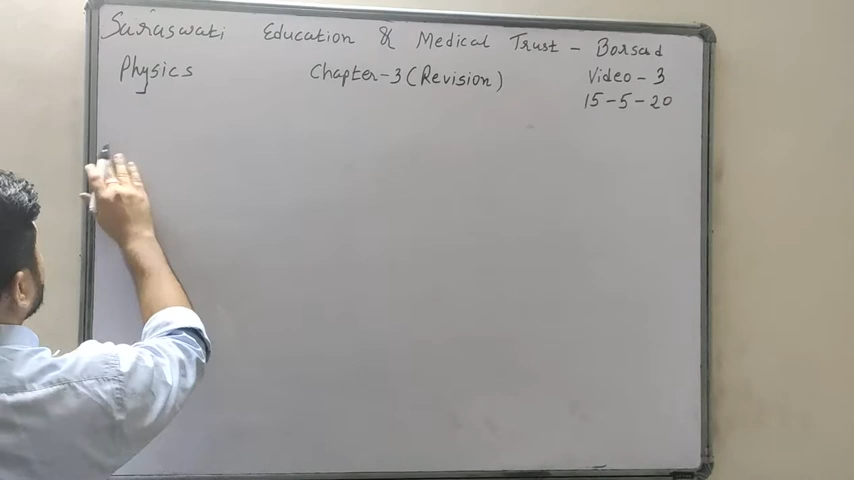 Saraswati Education & Medical Trust - Borsad
Physics Chapter-3 (Revision) Video - 3
15-5-20